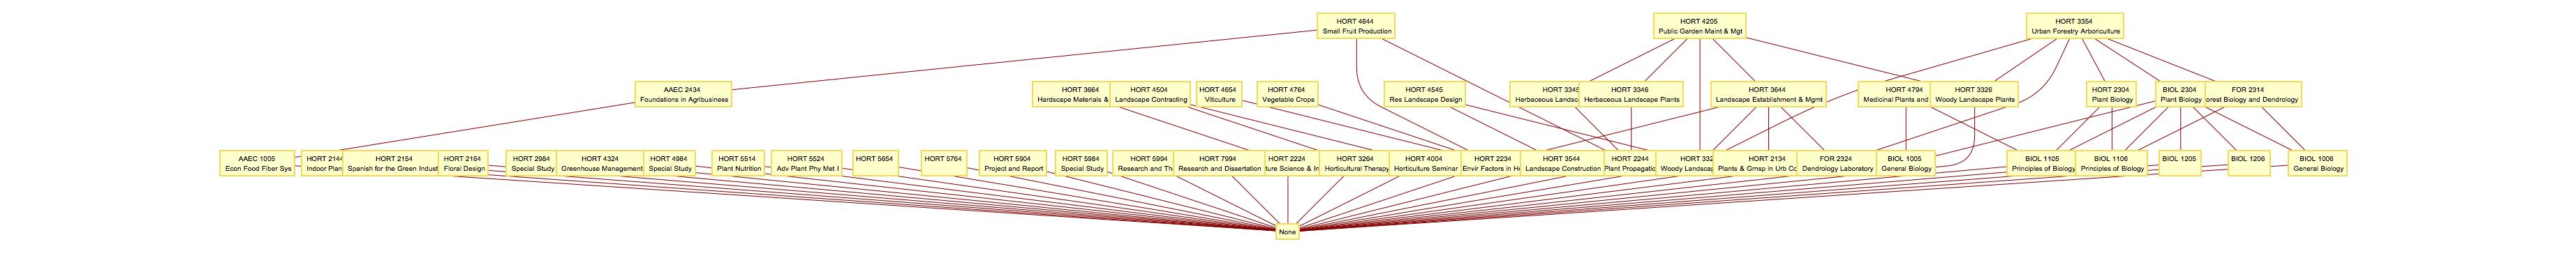 HORT 4644
Small Fruit Production
HORT 4205
Public Garden Maint & Mgt
HORT 3354
Urban Forestry Arboriculture
AAEC 2434
Foundations in Agribusiness
HORT 3664
Hardscape Materials &
HORT 4504
Landscape Contracting
HORT 4654
Viticulture
HORT 4764
Vegetable Crops
HORT 4545
Res Landscape Design
HORT 3345
Herbaceous Landsc
HORT 3346
Herbaceous Landscape Plants
HORT 3644
Landscape Establishment & Mgmt
HORT 4794
Medicinal Plants and
HORT 3326
Woody Landscape Plants
HORT 2304
Plant Biology
BIOL 2304
Plant Biology
FOR 2314
orest Biology and Dendrology
AAEC 1005
Econ Food Fiber Sys
HORT 2144
Indoor Plan
HORT 2154
Spanish for the Green Indust
HORT 2164
Floral Design
HORT 2984
Special Study
HORT 4324
Greenhouse Management
HORT 4984
Special Study
HORT 5514
Plant Nutrition
HORT 5524
Adv Plant Phy Met I
HORT 5654
HORT 5764
HORT 5904
Project and Report
HORT 5984
Special Study
HORT 5994
Research and Th
HORT 7994
Research and Dissertation
HORT 2224
ture Science & In
HORT 3264
Horticultural Therapy
HORT 4004
Horticulture Seminar
HORT 2234
Envir Factors in H
HORT 3544
Landscape Construction
HORT 2244
Plant Propagatio
HORT 332
Woody Landscap
HORT 2134
Plants & Grnsp in Urb Co
FOR 2324
Dendrology Laboratory
BIOL 1005
General Biology
BIOL 1105
Principles of Biology
BIOL 1106
Principles of Biology
BIOL 1205
BIOL 1206
BIOL 1006
General Biology
None